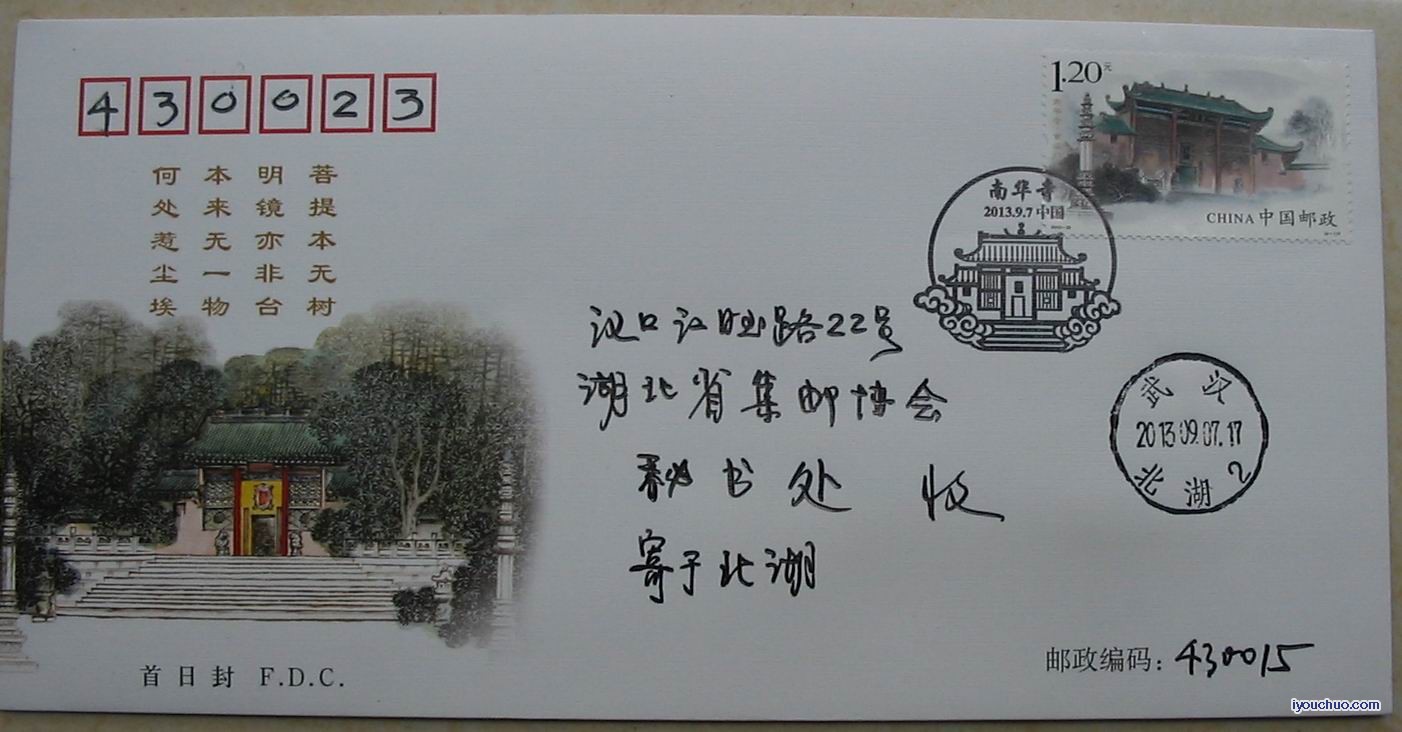 430023
菩提本无树
明镜亦非台
本来无一物
何处惹尘埃
首日封 F.D.C.
1.20元
CHINA 中国邮政
南华寺
2013.9.7 中国
汉口江旺路22号
湖北省集邮协会
秘书处 收
寄于北湖
武汉
2013.09.07.17
北湖2
邮政编码：430015
iyouchuo.com